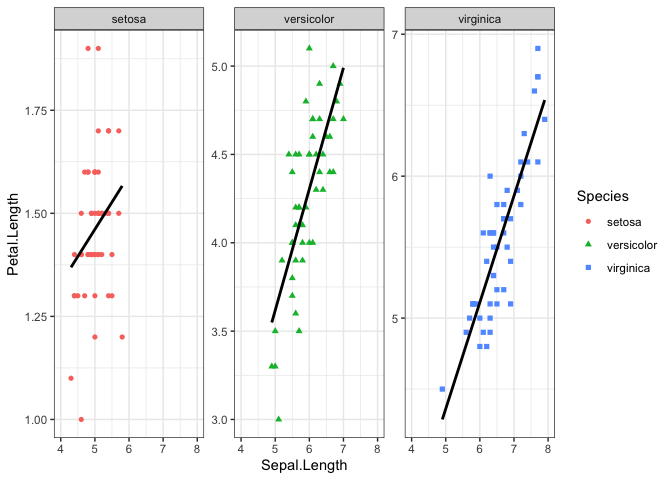 setosa
versicolor
virginica
Petal.Length
1.75
1.50
1.25
1.00
5.0
4.5
4.0
3.5
3.0
7
6
5
4 5 6 7 8
4 5 6 7 8
4 5 6 7 8
Sepal.Length
Species
setosa
versicolor
virginica